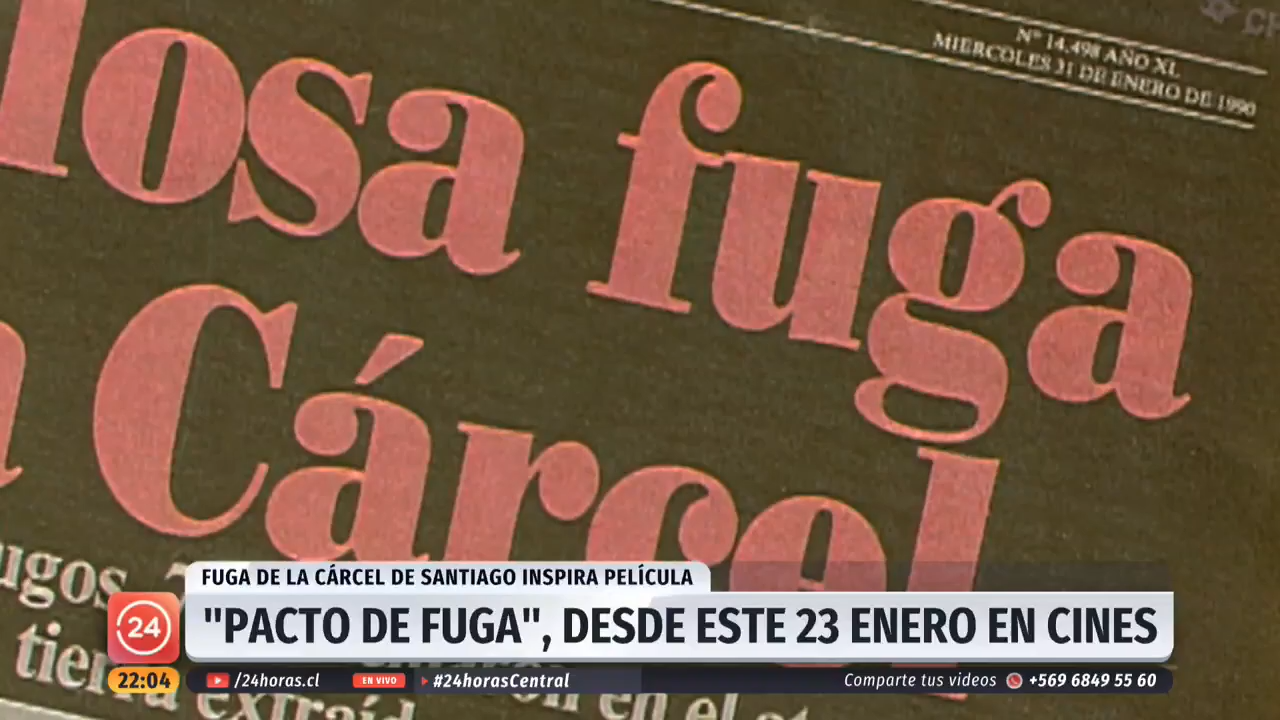 Nº 14.498 AÑO XL
MIERCOLES 31 DE ENERO DE 1990
losa fuga
a Cárcel
ugos
tier
FUGA DE LA CÁRCEL DE SANTIAGO INSPIRA PELÍCULA
24
"PACTO DE FUGA", DESDE ESTE 23 ENERO EN CINES
22:04
/24horas.cl
EN VIVO
#24horasCentral
Comparte tus videos
+569 6849 55 60